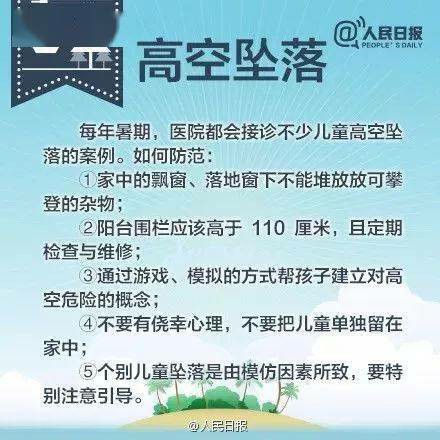 @人民日报
PEOPLE'S DAILY
高空坠落
每年暑期，医院都会接诊不少儿童高空坠
落的案例。如何防范：
①家中的飘窗、落地窗下不能堆放放可攀
登的杂物；
②阳台围栏应该高于 110 厘米，且定期
检查与维修；
③通过游戏、模拟的方式帮孩子建立对高
空危险的概念；
④不要有侥幸心理，不要把儿童单独留在
家中；
⑤个别儿童坠落是由模仿因素所致，要特
别注意引导。
@人民日报